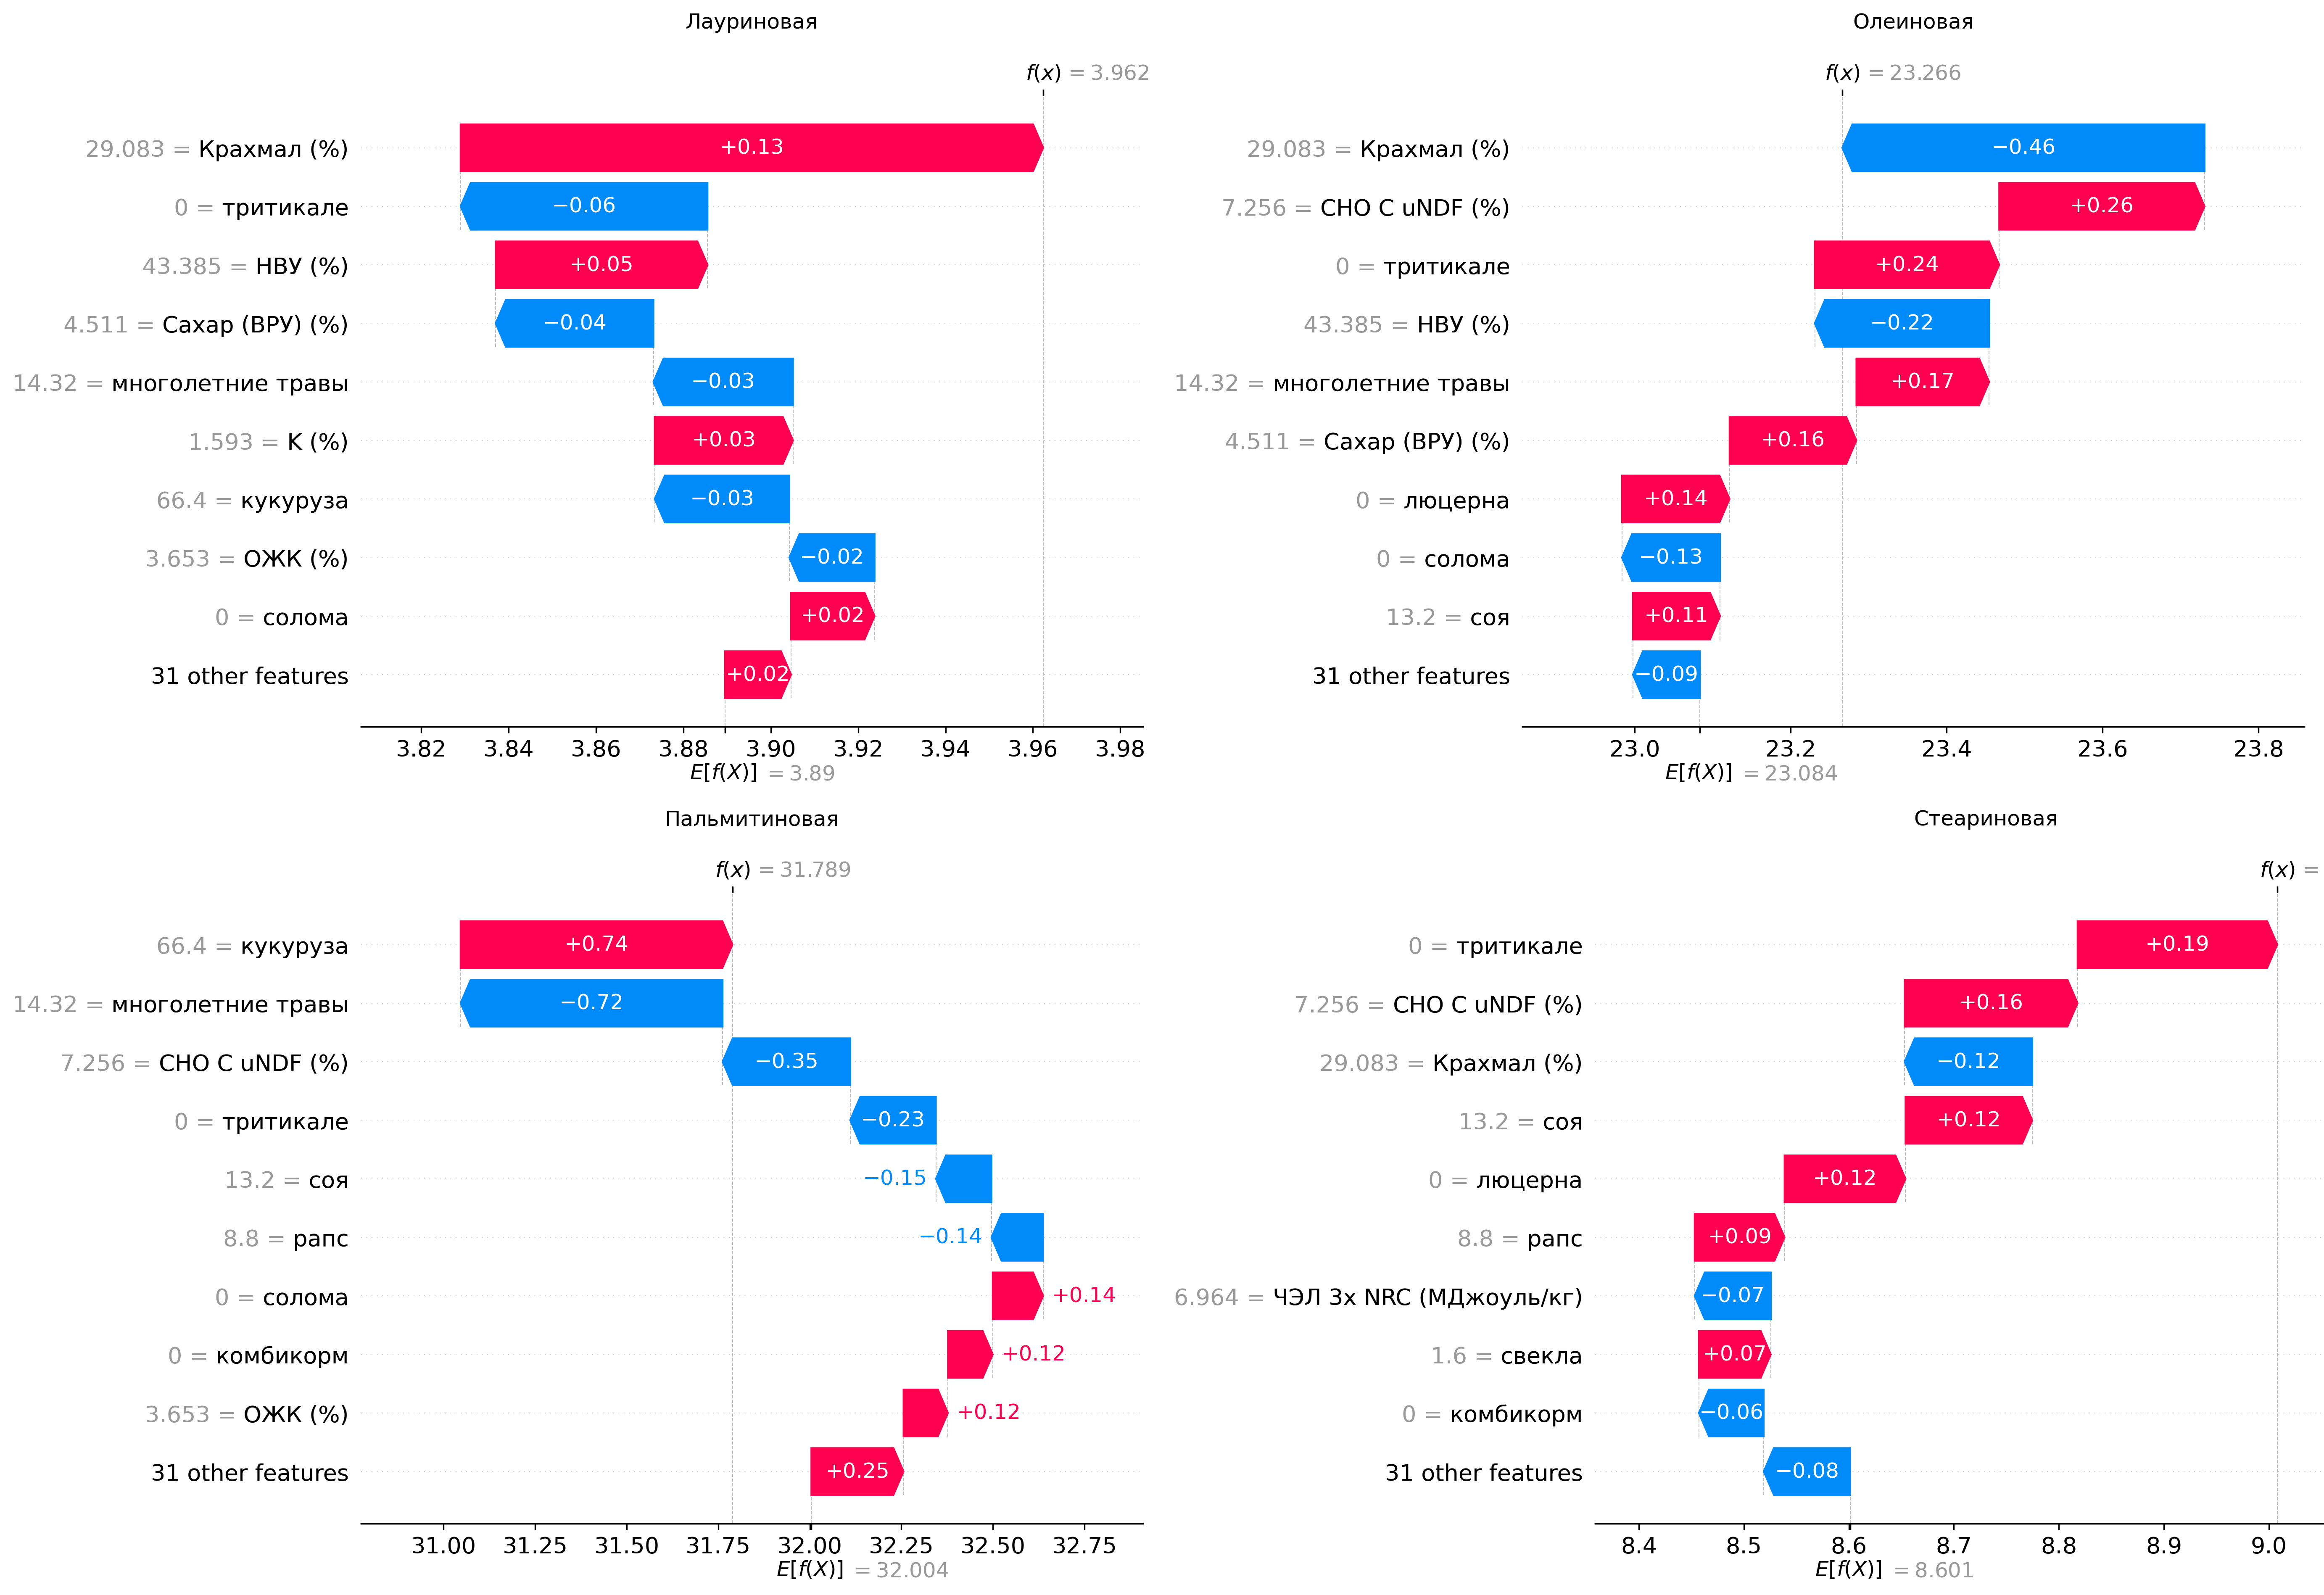 Лауриновая
f(x) = 3.962
29.083 = Крахмал (%)
+0.13
0 = тритикале
−0.06
43.385 = НВУ (%)
+0.05
4.511 = Сахар (ВРУ) (%)
−0.04
14.32 = многолетние травы
−0.03
1.593 = K (%)
+0.03
66.4 = кукуруза
−0.03
3.653 = ОЖК (%)
−0.02
0 = солома
+0.02
31 other features
+0.02
3.82 3.84 3.86 3.88 3.90 3.92 3.94 3.96 3.98
E[f(X)] = 3.89
Олеиновая
f(x) = 23.266
29.083 = Крахмал (%)
−0.46
7.256 = CHO C uNDF (%)
+0.26
0 = тритикале
+0.24
43.385 = НВУ (%)
−0.22
14.32 = многолетние травы
+0.17
4.511 = Сахар (ВРУ) (%)
+0.16
0 = люцерна
+0.14
0 = солома
−0.13
13.2 = соя
+0.11
31 other features
−0.09
23.0 23.2 23.4 23.6 23.8
E[f(X)] = 23.084
Пальмитиновая
f(x) = 31.789
66.4 = кукуруза
+0.74
14.32 = многолетние травы
−0.72
7.256 = CHO C uNDF (%)
−0.35
0 = тритикале
−0.23
13.2 = соя
−0.15
8.8 = рапс
−0.14
0 = солома
+0.14
0 = комбикорм
+0.12
3.653 = ОЖК (%)
+0.12
31 other features
+0.25
31.00 31.25 31.50 31.75 32.00 32.25 32.50 32.75
E[f(X)] = 32.004
Стеариновая
f(x) =
0 = тритикале
+0.19
7.256 = CHO C uNDF (%)
+0.16
29.083 = Крахмал (%)
−0.12
13.2 = соя
+0.12
0 = люцерна
+0.12
8.8 = рапс
+0.09
6.964 = ЧЭЛ 3x NRC (МДжоуль/кг)
−0.07
1.6 = свекла
+0.07
0 = комбикорм
−0.06
31 other features
−0.08
8.4 8.5 8.6 8.7 8.8 8.9 9.0
E[f(X)] = 8.601